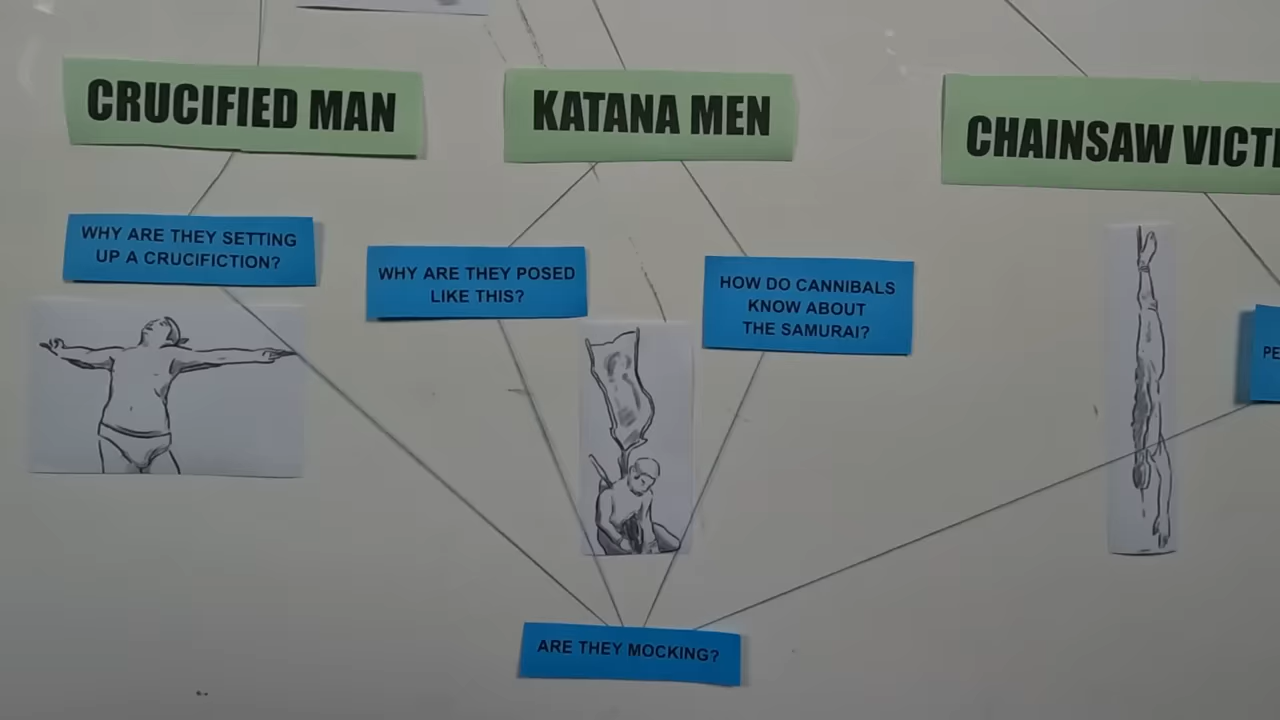 CRUCIFIED MAN
KATANA MEN
CHAINSAW
WHY ARE THEY SETTING
UP A CRUCIFICTION?
WHY ARE THEY POSED
LIKE THIS?
HOW DO CANNIBALS
KNOW ABOUT
THE SAMURAI?
PE
ARE THEY MOCKING?